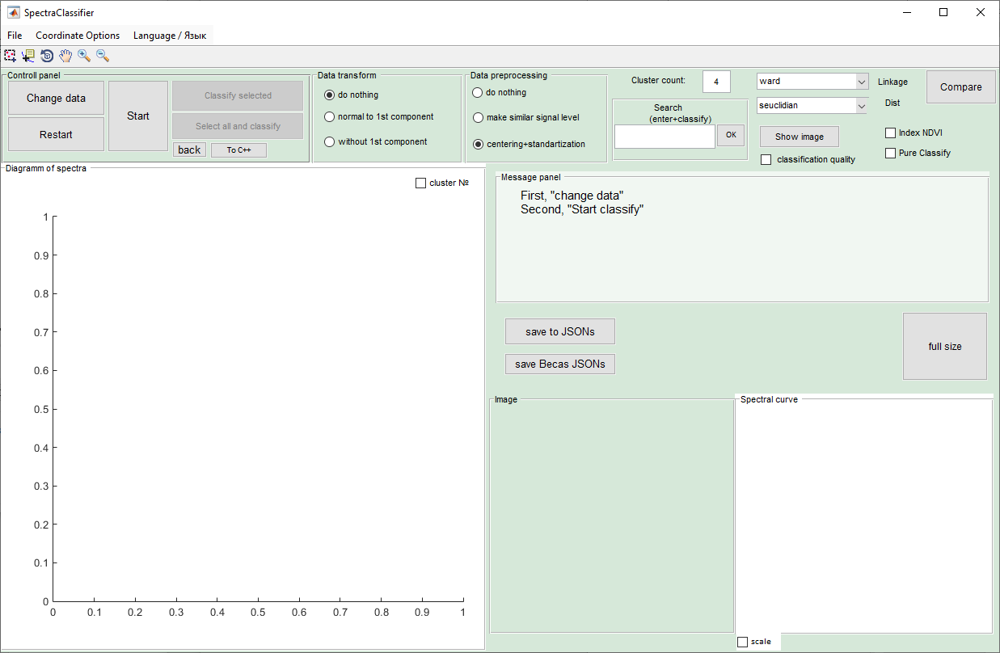 SpectraClassifier
File Coordinate Options Language / Язык
Controll panel
Change data
Restart
Start
Classify selected
Select all and classify
back
To C++
Data transform
do nothing
normal to 1st component
without 1st component
Data preprocessing
do nothing
make similar signal level
centering+standartization
Cluster count:
4
Search
(enter+classify)
OK
ward
Linkage
seuclidian
Dist
Show image
classification quality
Compare
Index NDVI
Pure Classify
Diagramm of spectra
cluster №
1
0.9
0.8
0.7
0.6
0.5
0.4
0.3
0.2
0.1
0
0 0.1 0.2 0.3 0.4 0.5 0.6 0.7 0.8 0.9 1
Message panel
First, "change data"
Second, "Start classify"
save to JSONs
save Becas JSONs
full size
Image
Spectral curve
scale